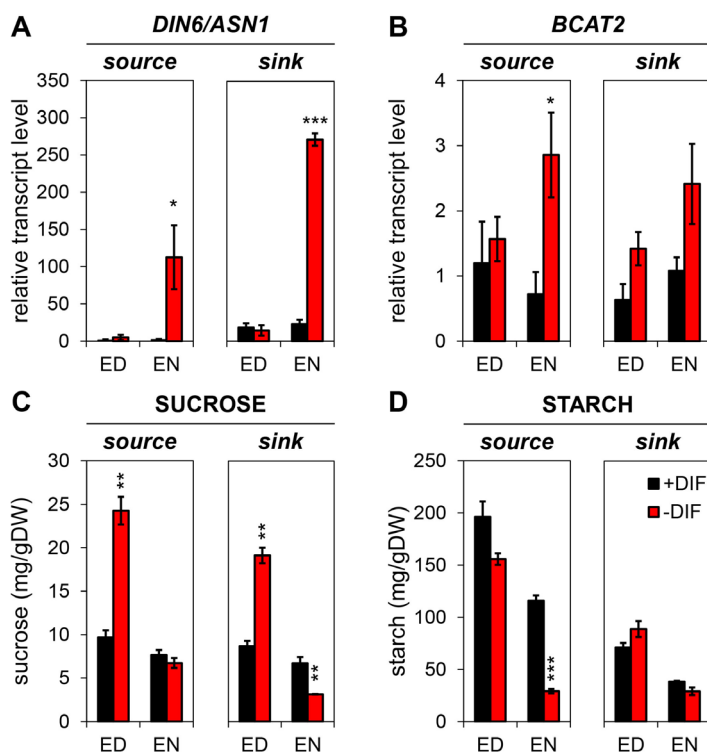 A
DIN6/ASN1
source
sink
relative transcript level
350
300
250
200
150
100
50
0
*
***
ED
EN
ED
EN
B
BCAT2
source
sink
relative transcript level
4
3
2
1
0
*
ED
EN
ED
EN
C
SUCROSE
source
sink
sucrose (mg/gDW)
30
25
20
15
10
5
0
**
**
**
ED
EN
ED
EN
D
STARCH
source
sink
starch (mg/gDW)
250
200
150
100
50
0
***
+DIF
-DIF
ED
EN
ED
EN